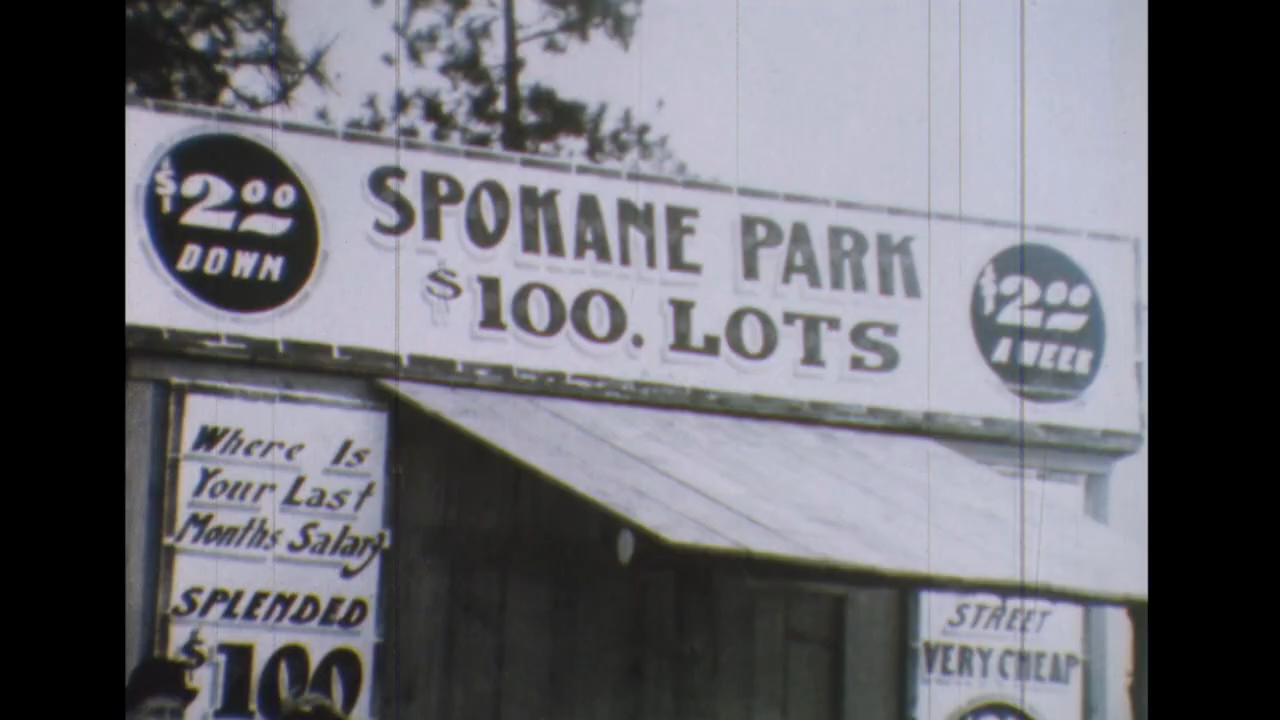 $2.00
DOWN
SPOKANE PARK
$100. LOTS
$2.00
A WEEK
Where Is
Your Last
Months Salary
SPLENDED
$100
STREET
VERY CHEAP